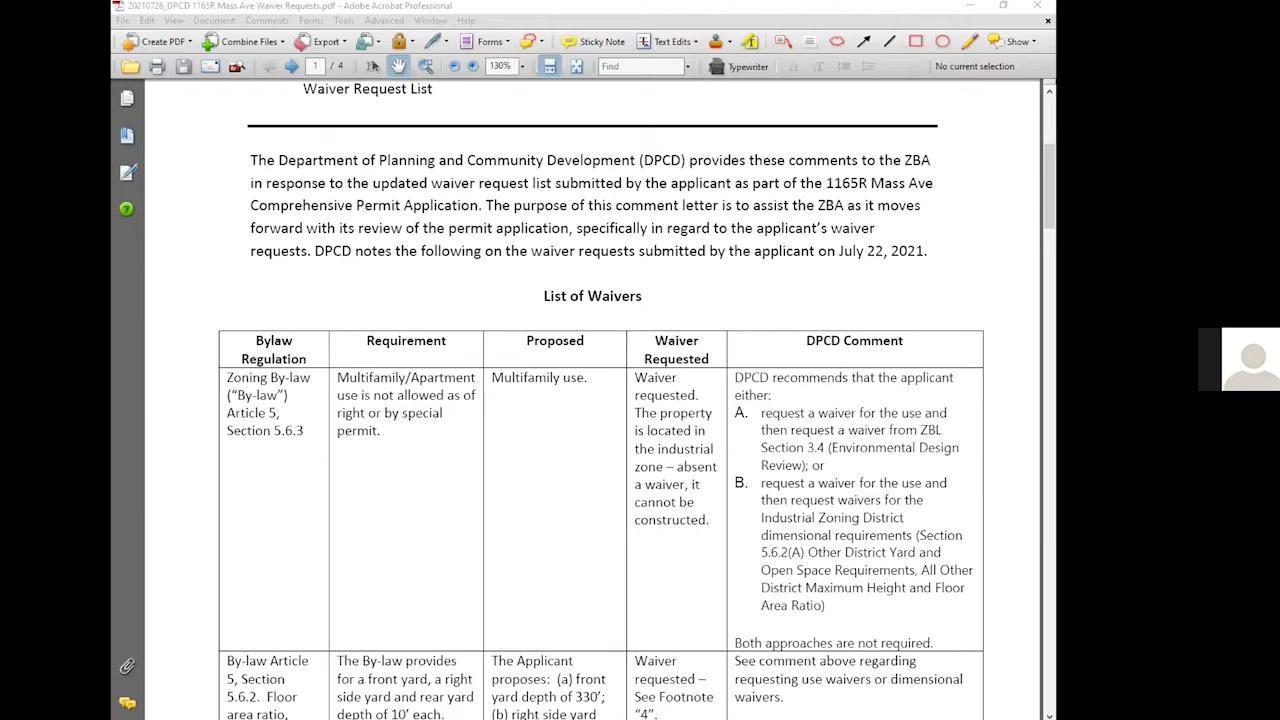 20210726_DPCD 1165R Mass Ave Waiver Requests.pdf - Adobe Acrobat Professional
File Edit View Document Comments Forms Tools Advanced Window Help
Create PDF Combine Files Export Forms Sticky Note Text Edits Show
1 / 4 130% Find Typewriter No current selection
Waiver Request List
The Department of Planning and Community Development (DPCD) provides these comments to the ZBA
in response to the updated waiver request list submitted by the applicant as part of the 1165R Mass Ave
Comprehensive Permit Application. The purpose of this comment letter is to assist the ZBA as it moves
forward with its review of the permit application, specifically in regard to the applicant's waiver
requests. DPCD notes the following on the waiver requests submitted by the applicant on July 22, 2021.
List of Waivers
Bylaw
Regulation
Requirement
Proposed
Waiver
Requested
DPCD Comment
Zoning By-law
("By-law")
Article 5,
Section 5.6.3
Multifamily/Apartment
use is not allowed as of
right or by special
permit.
Multifamily use.
Waiver
requested.
The property
is located in
the industrial
zone – absent
a waiver, it
cannot be
constructed.
DPCD recommends that the applicant
either:
A. request a waiver for the use and
then request a waiver from ZBL
Section 3.4 (Environmental Design
Review); or
B. request a waiver for the use and
then request waivers for the
Industrial Zoning District
dimensional requirements (Section
5.6.2(A) Other District Yard and
Open Space Requirements, All Other
District Maximum Height and Floor
Area Ratio)
Both approaches are not required.
By-law Article
5, Section
5.6.2. Floor
area ratio,
The By-law provides
for a front yard, a right
side yard and rear yard
depth of 10' each.
The Applicant
proposes: (a) front
yard depth of 330';
(b) right side yard
Waiver
requested –
See Footnote
"4".
See comment above regarding
requesting use waivers or dimensional
waivers.